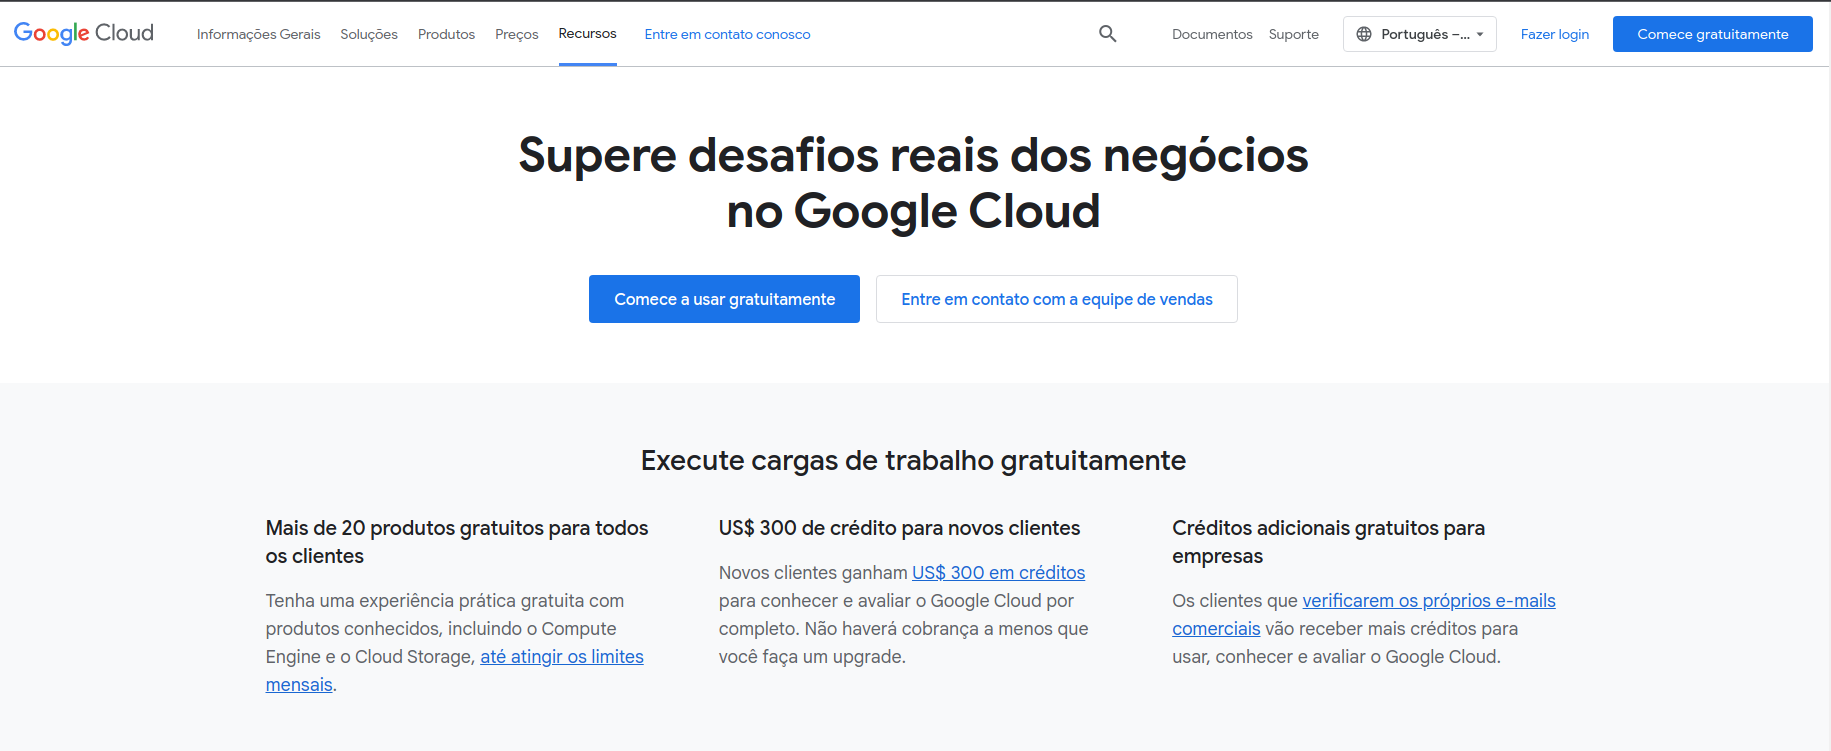 Google Cloud
Informações Gerais Soluções Produtos Preços Recursos Entre em contato conosco Documentos Suporte Português –... Fazer login Comece gratuitamente
Supere desafios reais dos negócios
no Google Cloud
Comece a usar gratuitamente Entre em contato com a equipe de vendas
Execute cargas de trabalho gratuitamente
Mais de 20 produtos gratuitos para todos
os clientes
Tenha uma experiência prática gratuita com
produtos conhecidos, incluindo o Compute
Engine e o Cloud Storage, até atingir os limites
mensais.
US$ 300 de crédito para novos clientes
Novos clientes ganham US$ 300 em créditos
para conhecer e avaliar o Google Cloud por
completo. Não haverá cobrança a menos que
você faça um upgrade.
Créditos adicionais gratuitos para
empresas
Os clientes que verificarem os próprios e-mails
comerciais vão receber mais créditos para
usar, conhecer e avaliar o Google Cloud.